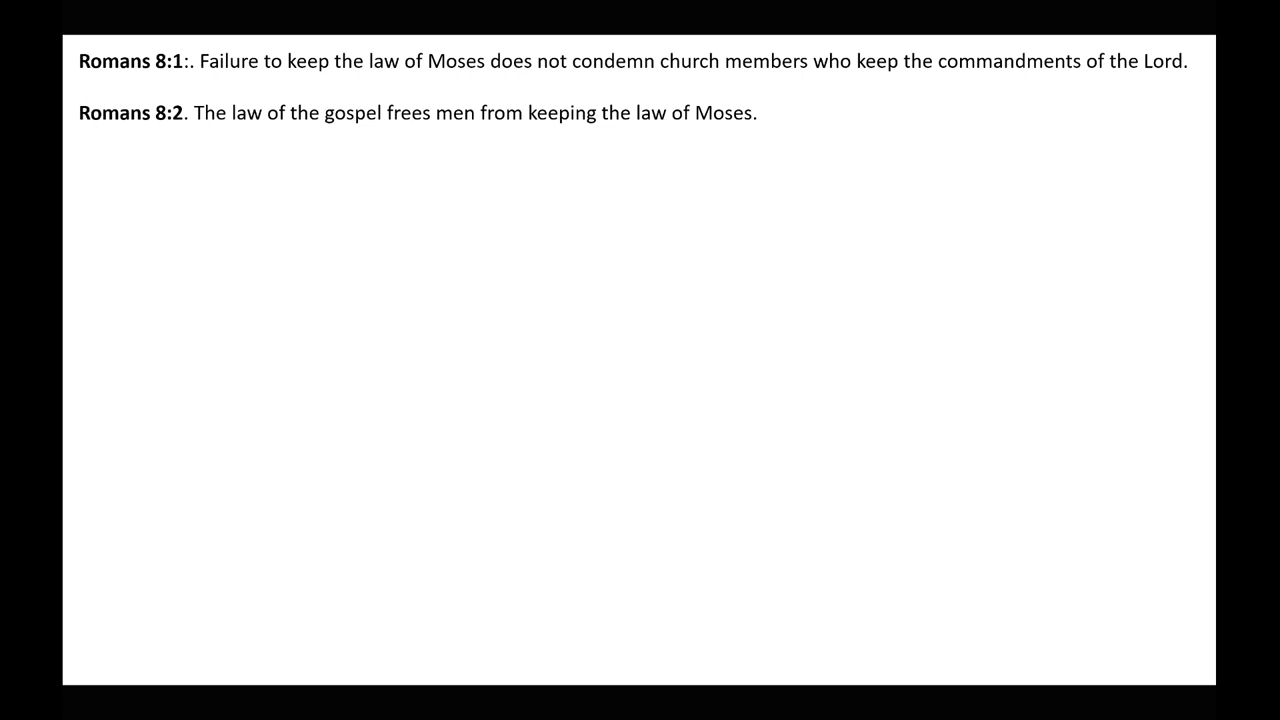 Romans 8:1:. Failure to keep the law of Moses does not condemn church members who keep the commandments of the Lord.
Romans 8:2. The law of the gospel frees men from keeping the law of Moses.